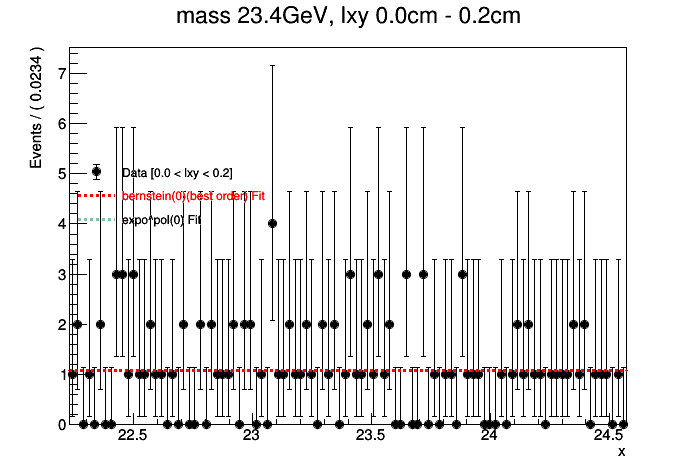 mass 23.4GeV, lxy 0.0cm - 0.2cm
Events / ( 0.0234 )
7
6
5
4
3
2
1
0
Data [0.0 < lxy < 0.2]
bernstein(0)(best order) Fit
expo^pol(0) Fit
22.5 23 23.5 24 24.5
x